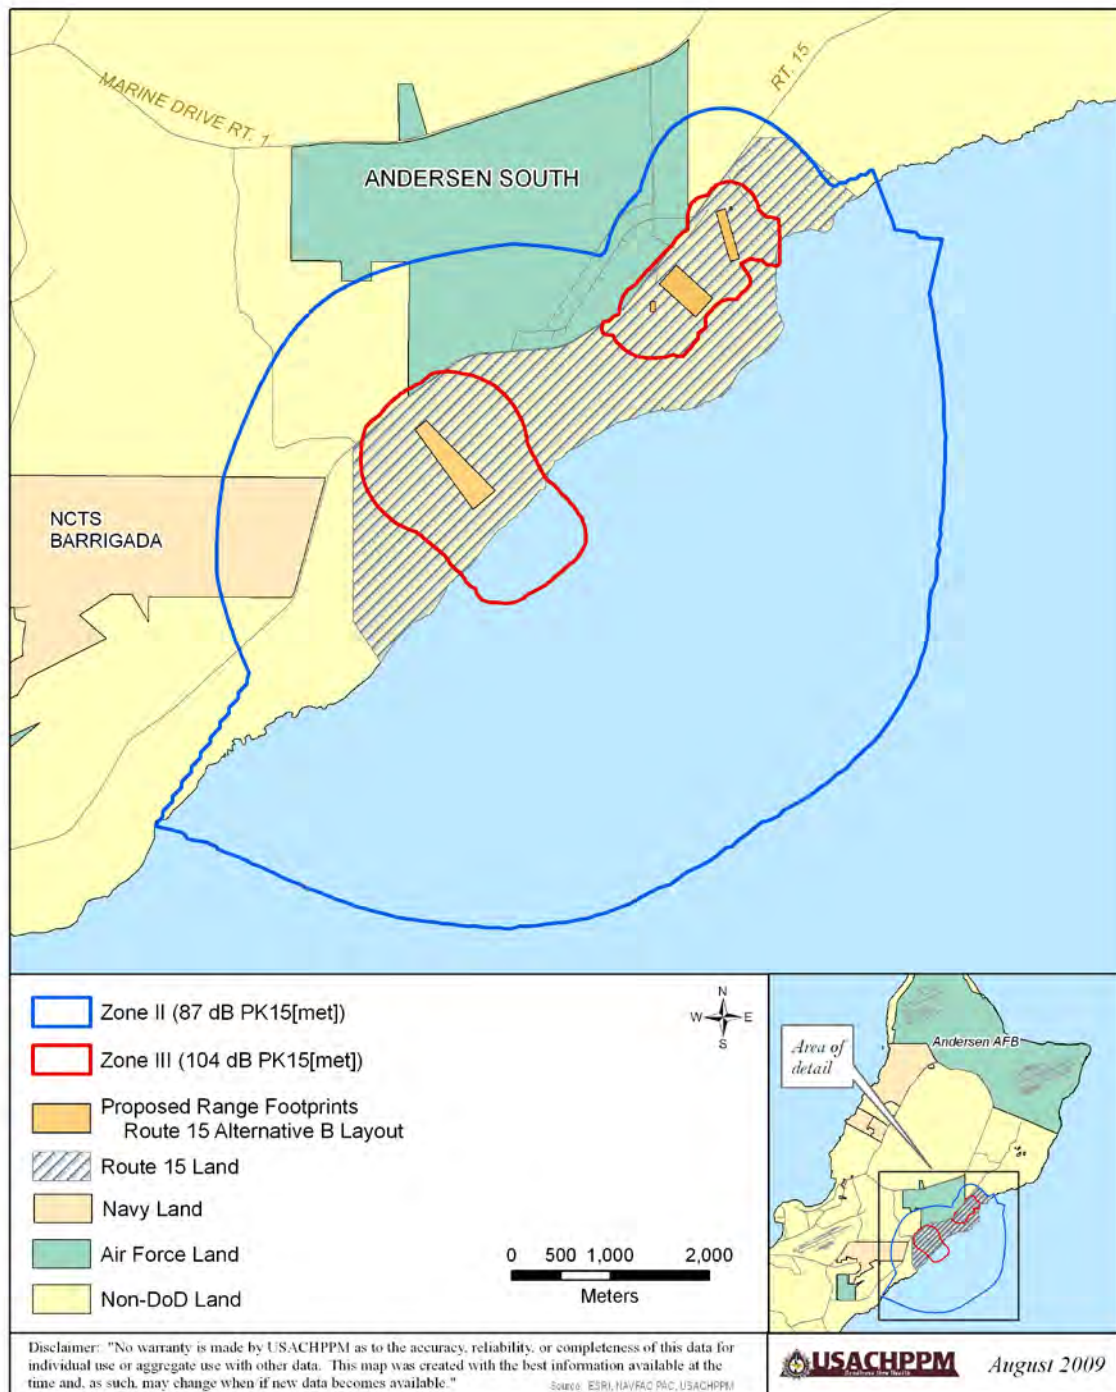 MARINE DRIVE RT. 1
RT. 15
ANDERSEN SOUTH
NCTS
BARRIGADA
Zone II (87 dB PK15[met])
Zone III (104 dB PK15[met])
Proposed Range Footprints
Route 15 Alternative B Layout
Route 15 Land
Navy Land
Air Force Land
Non-DoD Land
N
W E
S
0 500 1,000 2,000
Meters
Andersen AFB
Area of
detail
Disclaimer: "No warranty is made by USACHPPM as to the accuracy, reliability, or completeness of this data for
individual use or aggregate use with other data. This map was created with the best information available at the
time and, as such, may change when/if new data becomes available."
Source: ESRI, NAVFAC PAC, USACHPPM
USACHPPM
August 2009